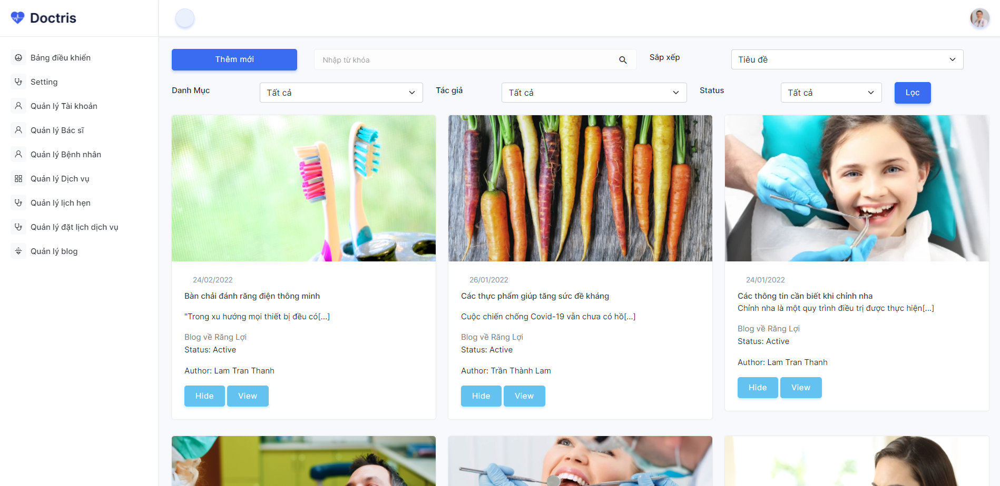 Doctris
Bảng điều khiển
Setting
Quản lý Tài khoản
Quản lý Bác sĩ
Quản lý Bệnh nhân
Quản lý Dịch vụ
Quản lý lịch hẹn
Quản lý đặt lịch dịch vụ
Quản lý blog
Thêm mới
Nhập từ khóa
Sắp xếp
Tiêu đề
Danh Mục
Tất cả
Tác giả
Tất cả
Status
Tất cả
Lọc
24/02/2022
Bàn chải đánh răng điện thông minh
"Trong xu hướng mọi thiết bị đều có[...]
Blog về Răng Lợi
Status: Active
Author: Lam Tran Thanh
Hide
View
26/01/2022
Các thực phẩm giúp tăng sức đề kháng
Cuộc chiến chống Covid-19 vẫn chưa có hồ[...]
Blog về Răng Lợi
Status: Active
Author: Trần Thành Lam
Hide
View
24/01/2022
Các thông tin cần biết khi chỉnh nha
Chỉnh nha là một quy trình điều trị được thực hiện[...]
Blog về Răng Lợi
Status: Active
Author: Lam Tran Thanh
Hide
View